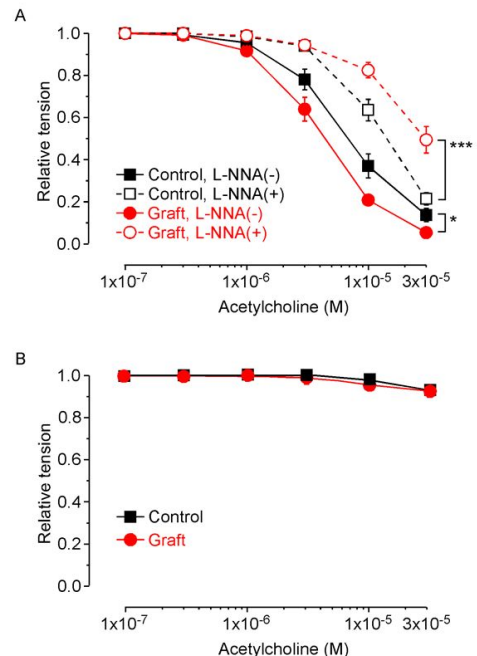 A
Relative tension
1.0
0.8
0.6
0.4
0.2
0.0
Control, L-NNA(-)
Control, L-NNA(+)
Graft, L-NNA(-)
Graft, L-NNA(+)
***
*
1x10-7
1x10-6
1x10-5
3x10-5
Acetylcholine (M)
B
Relative tension
1.0
0.8
0.6
0.4
0.2
0.0
Control
Graft
1x10-7
1x10-6
1x10-5
3x10-5
Acetylcholine (M)